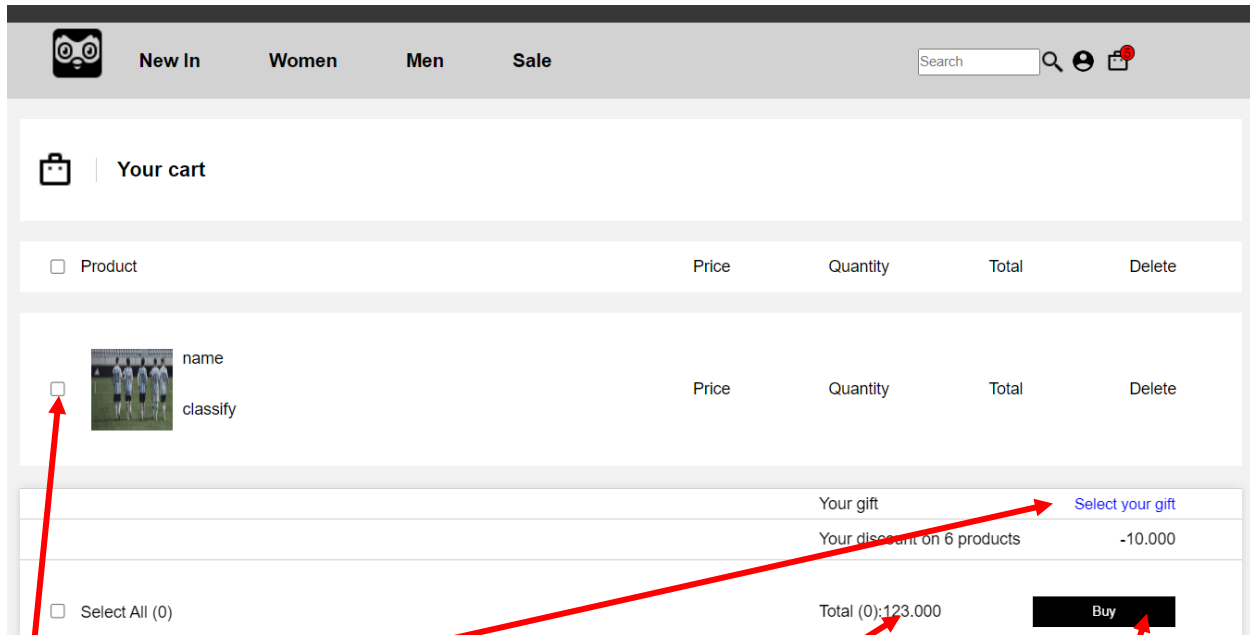 New In Women Men Sale Search 5
Your cart
Product Price Quantity Total Delete
name
classify
Price Quantity Total Delete
Your gift Select your gift
Your discount on 6 products -10.000
Select All (0) Total (0):123.000 Buy